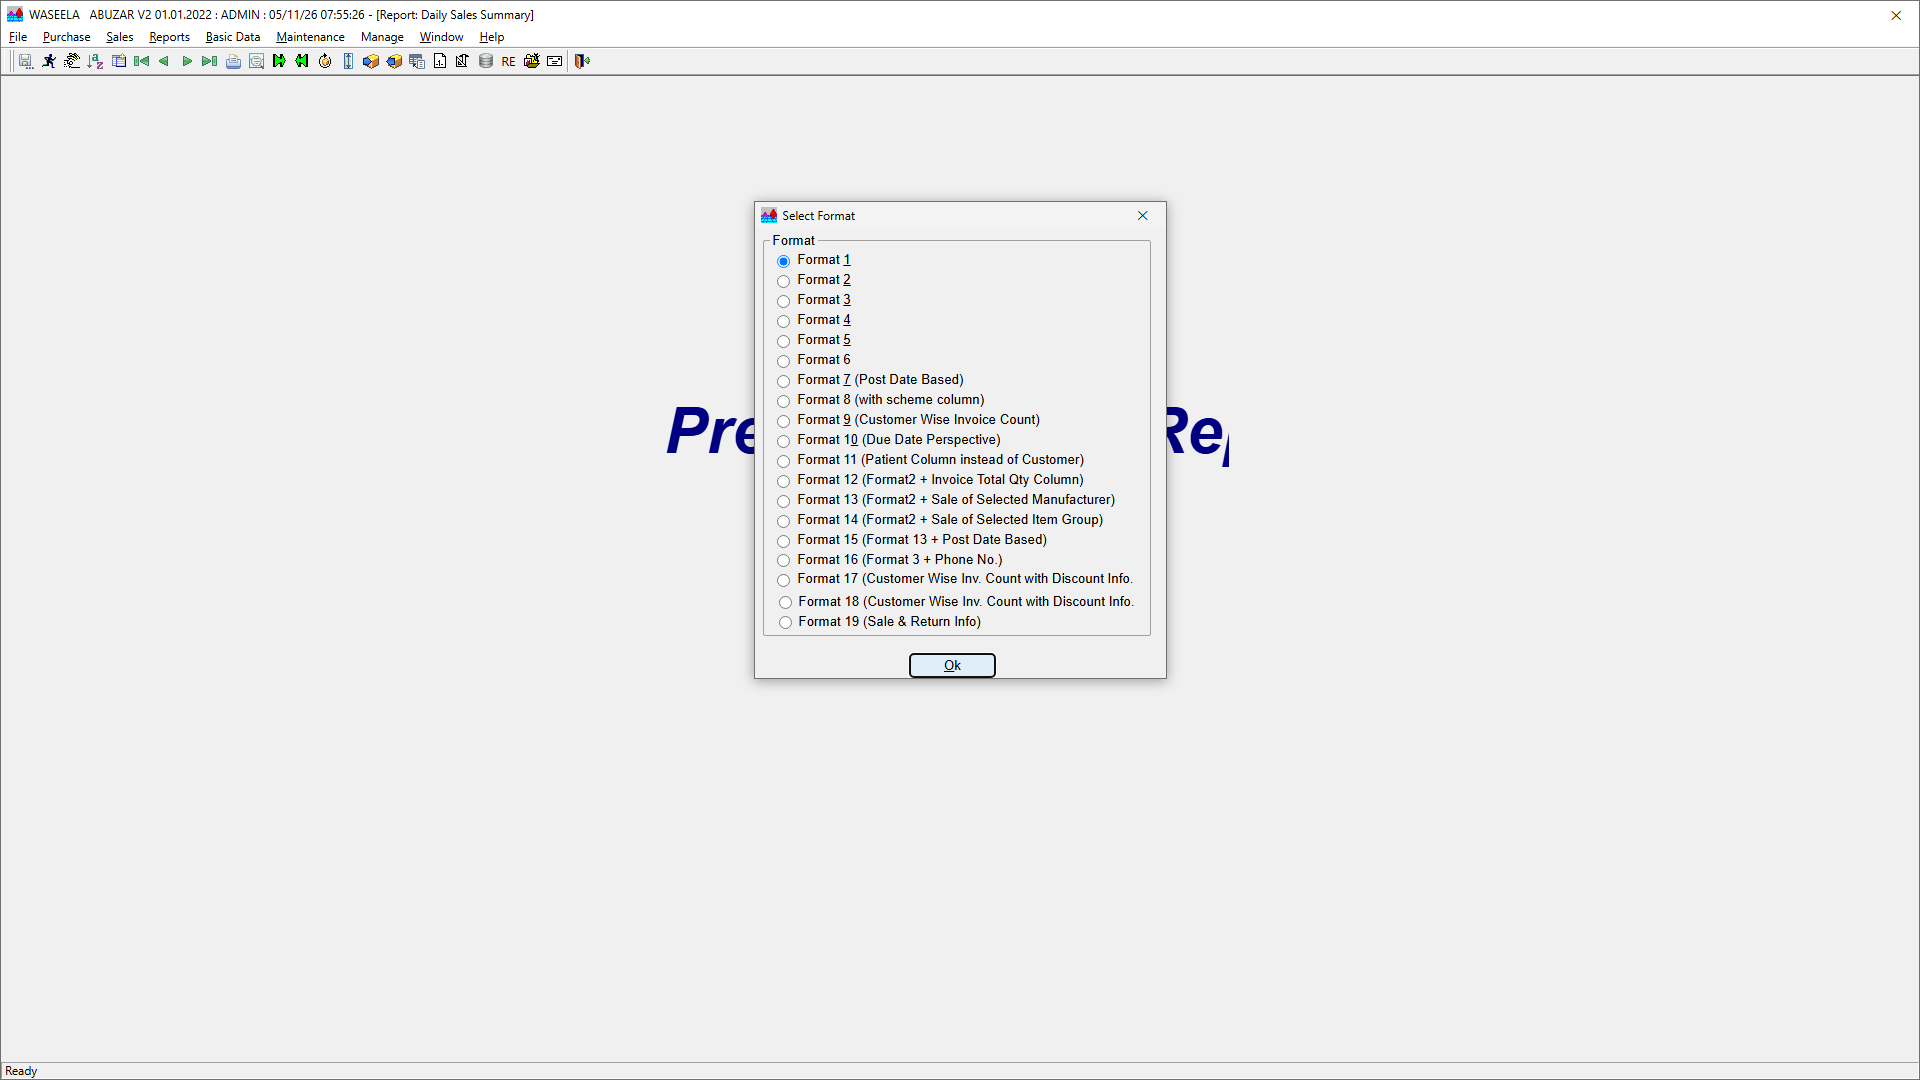 WASEELA   ABUZAR V2 01.01.2022 : ADMIN : 05/11/26 07:55:26 - [Report: Daily Sales Summary]
File Purchase Sales Reports Basic Data Maintenance Manage Window Help
RE
Select Format
Format
Format 1
Format 2
Format 3
Format 4
Format 5
Format 6
Format 7 (Post Date Based)
Format 8 (with scheme column)
Format 9 (Customer Wise Invoice Count)
Format 10 (Due Date Perspective)
Format 11 (Patient Column instead of Customer)
Format 12 (Format2 + Invoice Total Qty Column)
Format 13 (Format2 + Sale of Selected Manufacturer)
Format 14 (Format2 + Sale of Selected Item Group)
Format 15 (Format 13 + Post Date Based)
Format 16 (Format 3 + Phone No.)
Format 17 (Customer Wise Inv. Count with Discount Info.
Format 18 (Customer Wise Inv. Count with Discount Info.
Format 19 (Sale & Return Info)
Ok
Ready